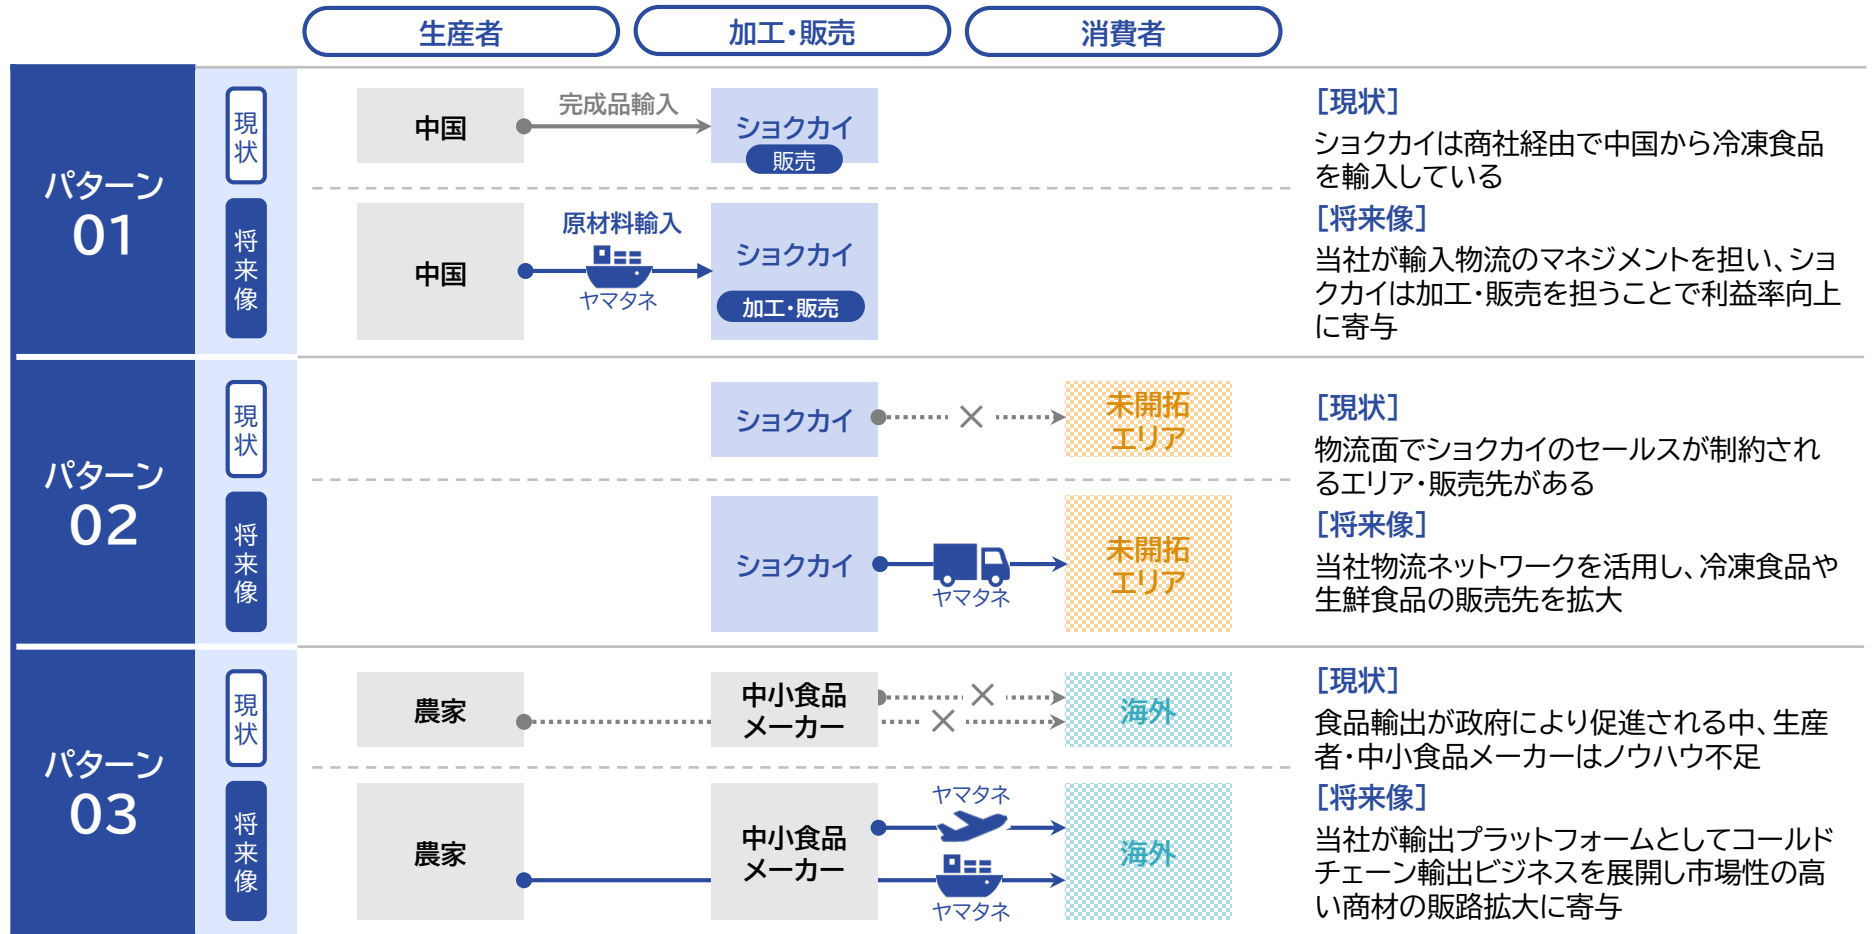 生産者
加工・販売
消費者
パターン
01
現状
中国
完成品輸入
ショクカイ
販売
将来像
中国
原材料輸入
ヤマタネ
ショクカイ
加工・販売
［現状］
ショクカイは商社経由で中国から冷凍食品
を輸入している
［将来像］
当社が輸入物流のマネジメントを担い、ショ
クカイは加工・販売を担うことで利益率向上
に寄与
パターン
02
現状
ショクカイ
未開拓
エリア
将来像
ショクカイ
ヤマタネ
未開拓
エリア
［現状］
物流面でショクカイのセールスが制約され
るエリア・販売先がある
［将来像］
当社物流ネットワークを活用し、冷凍食品や
生鮮食品の販売先を拡大
パターン
03
現状
農家
中小食品
メーカー
海外
将来像
農家
中小食品
メーカー
ヤマタネ
ヤマタネ
海外
［現状］
食品輸出が政府により促進される中、生産
者・中小食品メーカーはノウハウ不足
［将来像］
当社が輸出プラットフォームとしてコールド
チェーン輸出ビジネスを展開し市場性の高
い商材の販路拡大に寄与